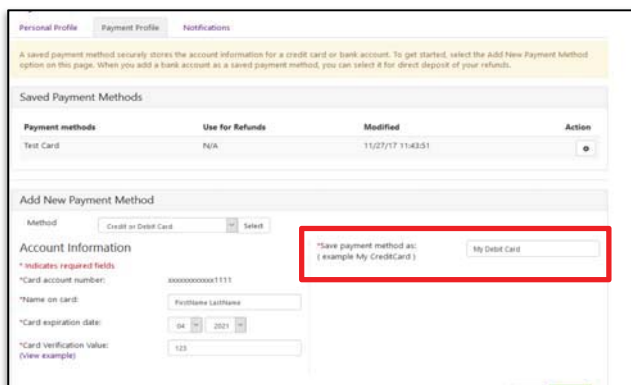 Personal Profile Payment Profile Notifications
A saved payment method securely stores the account information for a credit card or bank account. To get started, select the Add New Payment Method
option on this page. When you add a bank account as a saved payment method, you can select it for direct deposit of your refunds.
Saved Payment Methods
Payment methods Use for Refunds Modified Action
Test Card N/A 11/27/17 11:43:51
Add New Payment Method
Method Credit or Debit Card Select
Account Information
* Indicates required fields
*Card account number: xxxxxxxxxxxx1111
*Name on card: FirstName LastName
*Card expiration date: 04 2021
*Card Verification Value: 123
(View example)
*Save payment method as: My Debit Card
( example My CreditCard )